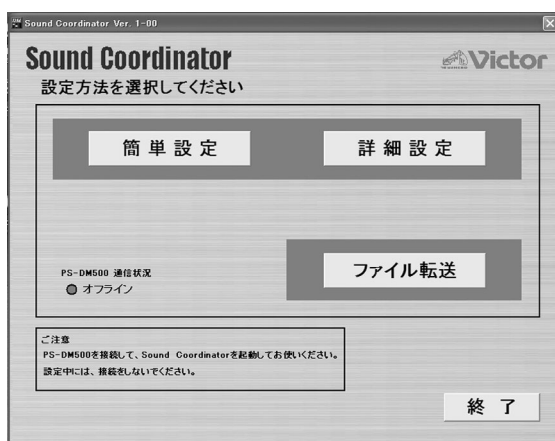 Sound Coordinator Ver. 1-00
Sound Coordinator
Victor
設定方法を選択してください
簡単設定
詳細設定
PS-DM500 通信状況
オフライン
ファイル転送
ご注意
PS-DM500を接続して、Sound Coordinatorを起動してお使いください。
設定中には、接続をしないでください。
終了